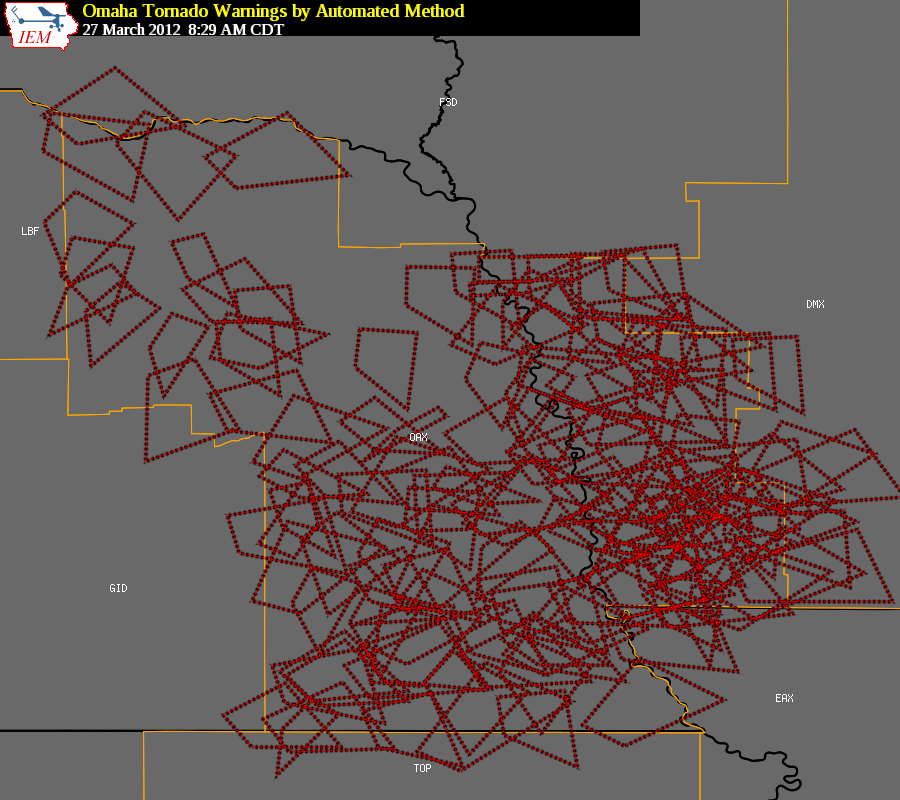 Omaha Tornado Warnings by Automated Method
27 March 2012 8:29 AM CDT
IEM
FSD
LBF
DMX
OAX
GID
EAX
TOP